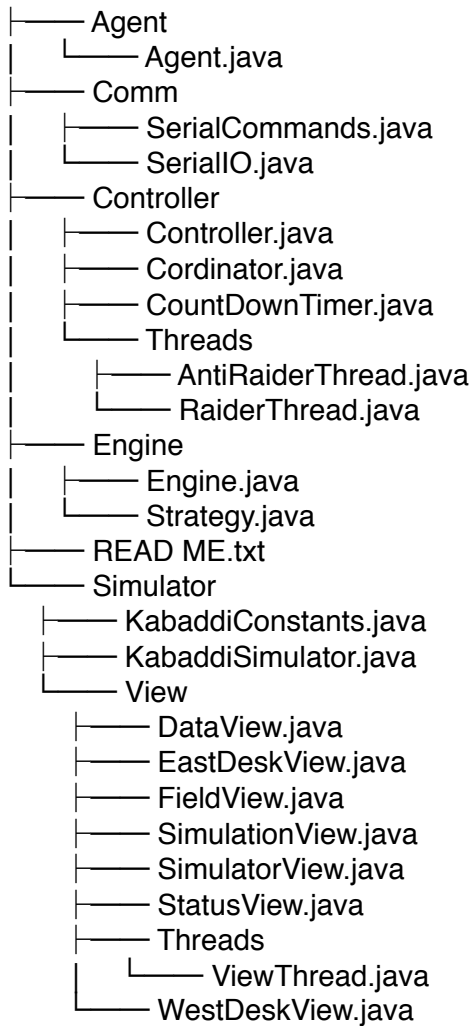 ├── Agent
│   └── Agent.java
├── Comm
│   ├── SerialCommands.java
│   └── SerialIO.java
├── Controller
│   ├── Controller.java
│   ├── Cordinator.java
│   ├── CountDownTimer.java
│   └── Threads
│       ├── AntiRaiderThread.java
│       └── RaiderThread.java
├── Engine
│   ├── Engine.java
│   └── Strategy.java
├── READ ME.txt
└── Simulator
    ├── KabaddiConstants.java
    ├── KabaddiSimulator.java
    └── View
        ├── DataView.java
        ├── EastDeskView.java
        ├── FieldView.java
        ├── SimulationView.java
        ├── SimulatorView.java
        ├── StatusView.java
        ├── Threads
        │   └── ViewThread.java
        └── WestDeskView.java